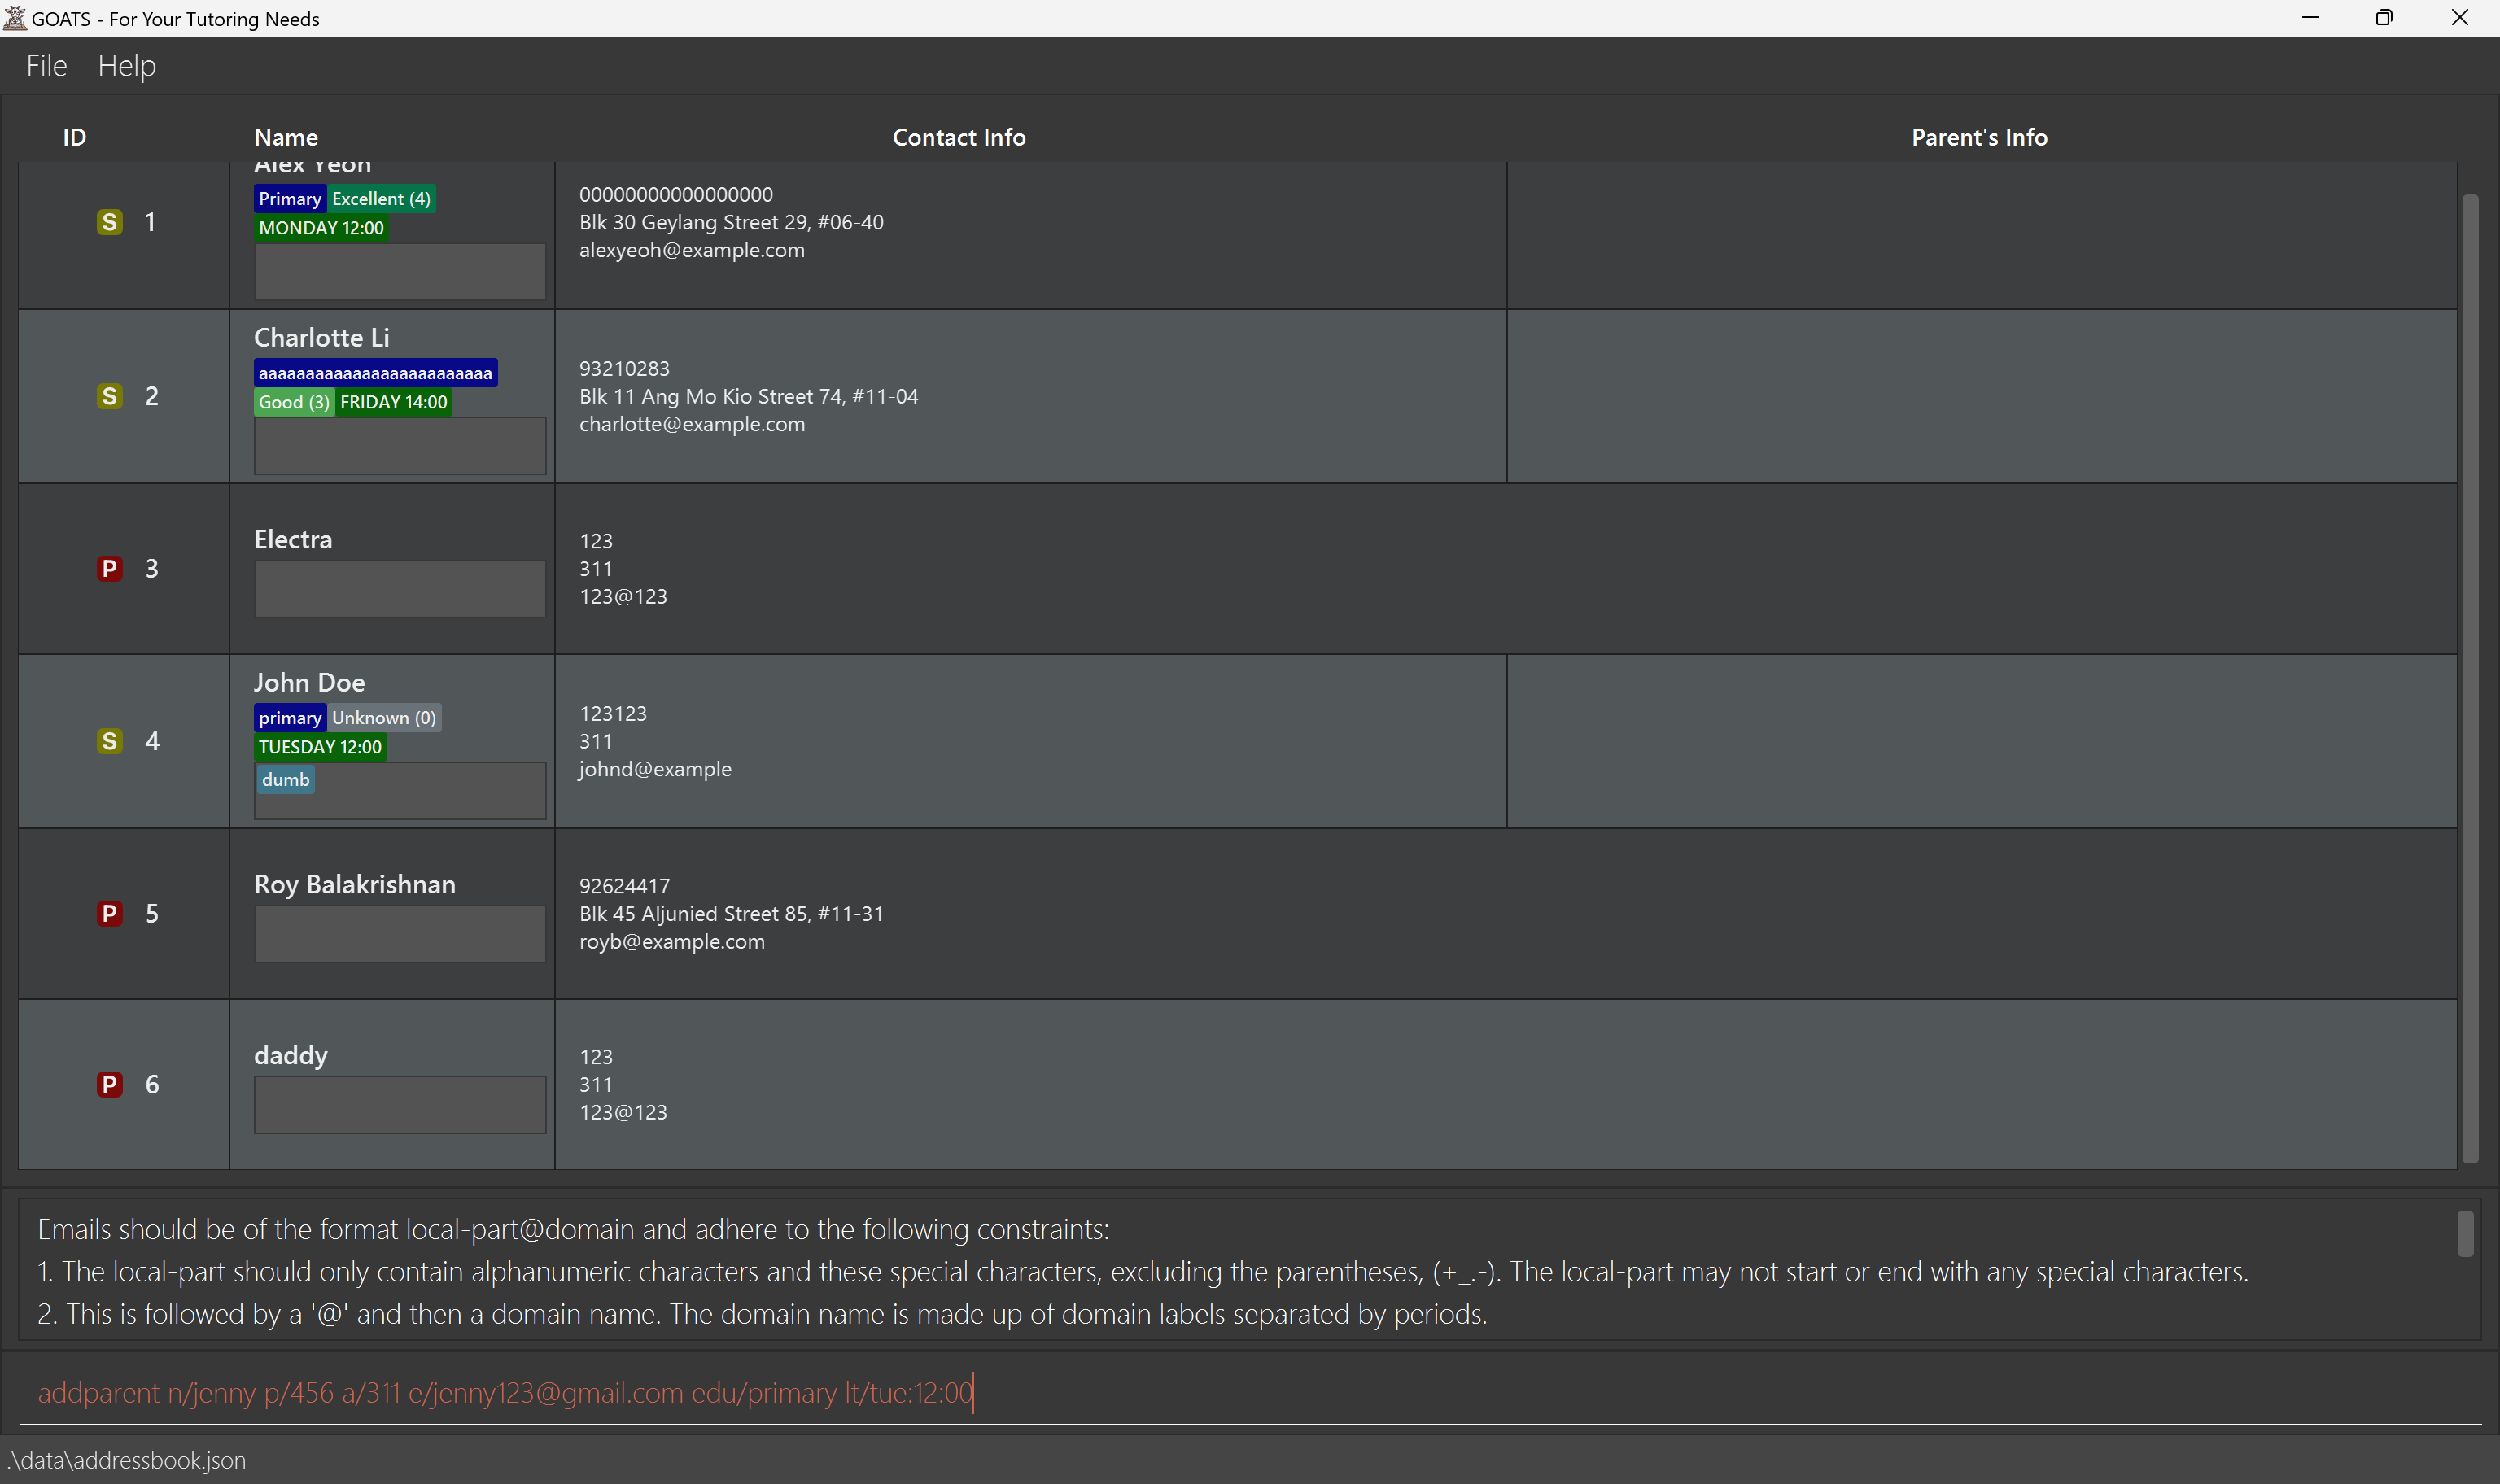 GOATS - For Your Tutoring Needs
File Help
ID Name Contact Info Parent's Info
Alex Yeoh
Primary Excellent (4)
MONDAY 12:00
S 1
00000000000000000
Blk 30 Geylang Street 29, #06-40
alexyeoh@example.com
Charlotte Li
aaaaaaaaaaaaaaaaaaaaaaaaa
Good (3) FRIDAY 14:00
S 2
93210283
Blk 11 Ang Mo Kio Street 74, #11-04
charlotte@example.com
P 3
Electra
123
311
123@123
John Doe
primary Unknown (0)
TUESDAY 12:00
dumb
S 4
123123
311
johnd@example
P 5
Roy Balakrishnan
92624417
Blk 45 Aljunied Street 85, #11-31
royb@example.com
P 6
daddy
123
311
123@123
Emails should be of the format local-part@domain and adhere to the following constraints:
1. The local-part should only contain alphanumeric characters and these special characters, excluding the parentheses, (+_.-). The local-part may not start or end with any special characters.
2. This is followed by a '@' and then a domain name. The domain name is made up of domain labels separated by periods.
addparent n/jenny p/456 a/311 e/jenny123@gmail.com edu/primary lt/tue:12:00
.\data\addressbook.json